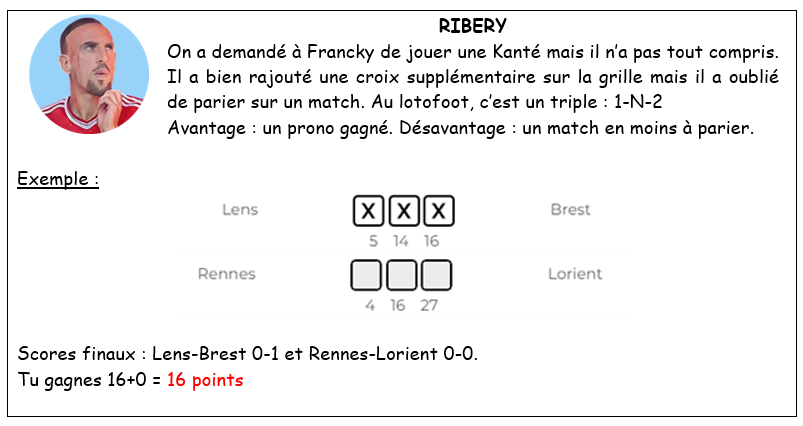 RIBERY
On a demandé à Francky de jouer une Kanté mais il n'a pas tout compris.
Il a bien rajouté une croix supplémentaire sur la grille mais il a oublié
de parier sur un match. Au lotofoot, c'est un triple : 1-N-2
Avantage : un prono gagné. Désavantage : un match en moins à parier.
Exemple :
Lens X X X Brest
5 14 16
Rennes Lorient
4 16 27
Scores finaux : Lens-Brest 0-1 et Rennes-Lorient 0-0.
Tu gagnes 16+0 = 16 points